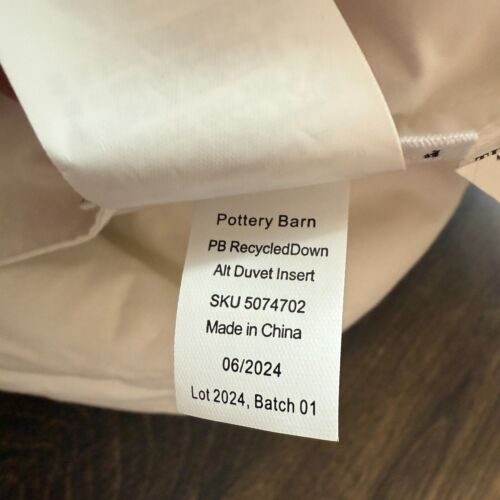 Pottery Barn
PB RecycledDown
Alt Duvet Insert
SKU 5074702
Made in China
06/2024
Lot 2024, Batch 01